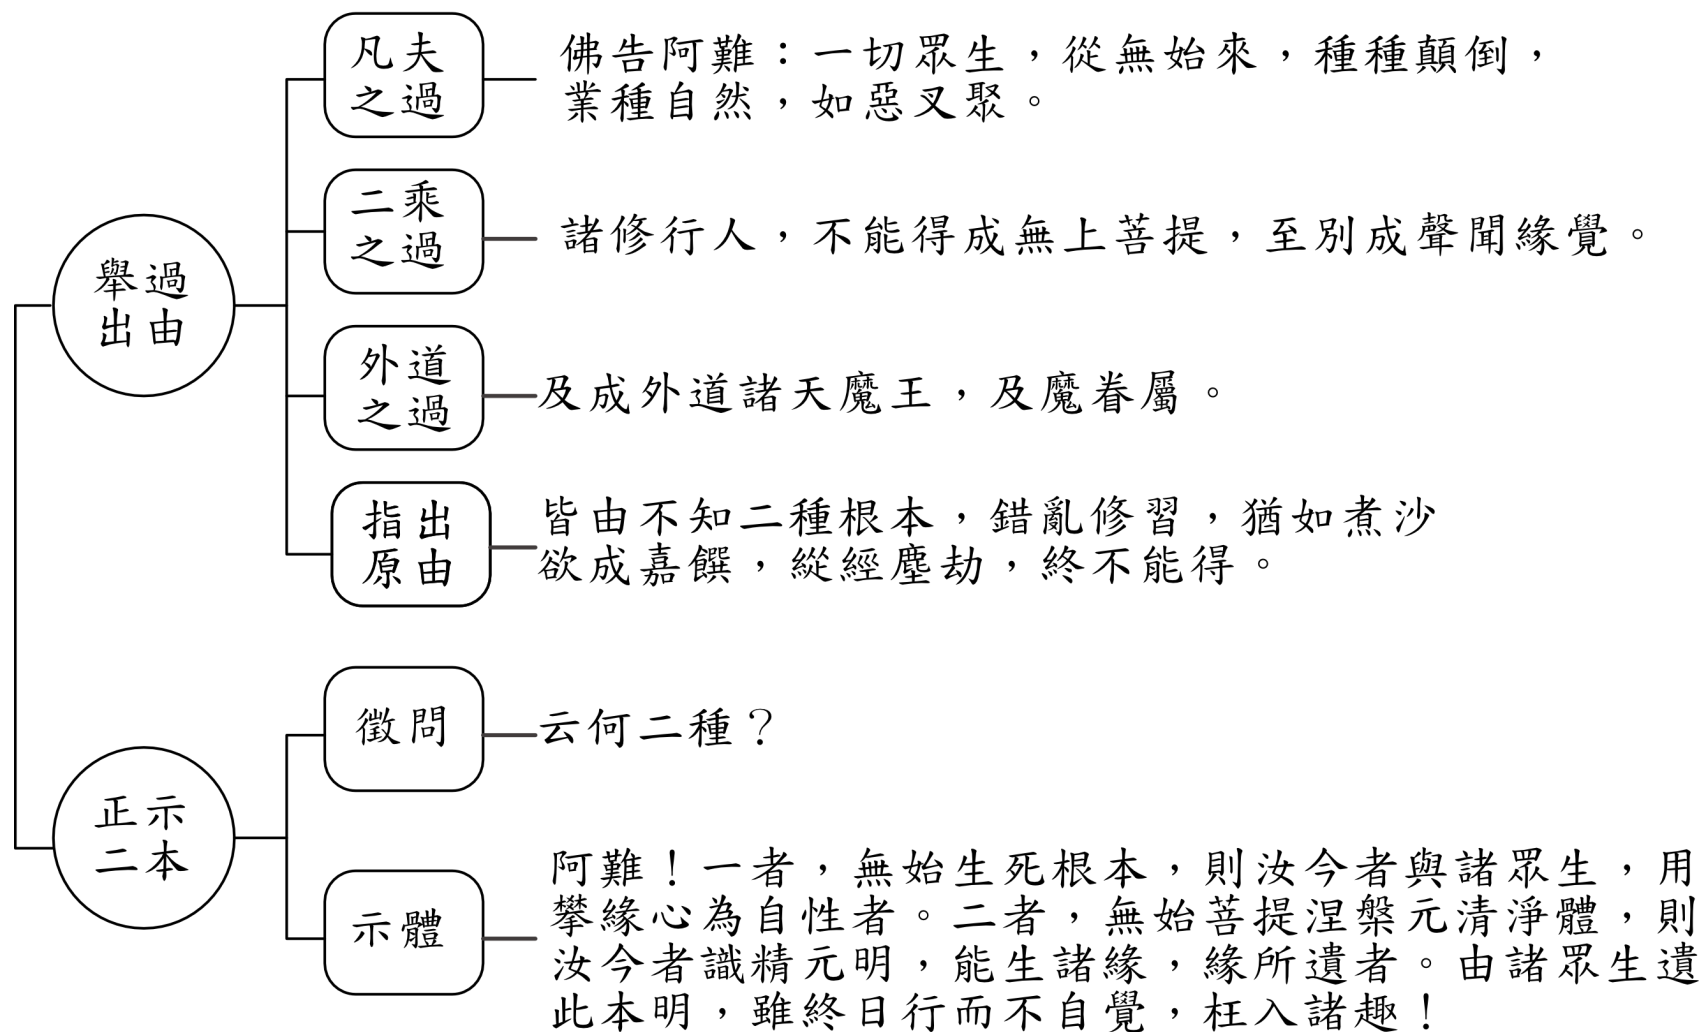 舉過
出由
凡夫
之過
佛告阿難：一切眾生，從無始來，種種顛倒，
業種自然，如惡叉聚。
二乘
之過
諸修行人，不能得成無上菩提，至別成聲聞緣覺。
外道
之過
及成外道諸天魔王，及魔眷屬。
指出
原由
皆由不知二種根本，錯亂修習，猶如煮沙
欲成嘉饌，縱經塵劫，終不能得。
正示
二本
徵問
云何二種？
示體
阿難！一者，無始生死根本，則汝今者與諸眾生，用
攀緣心為自性者。二者，無始菩提涅槃元清淨體，則
汝今者識精元明，能生諸緣，緣所遺者。由諸眾生遺
此本明，雖終日行而不自覺，枉入諸趣！